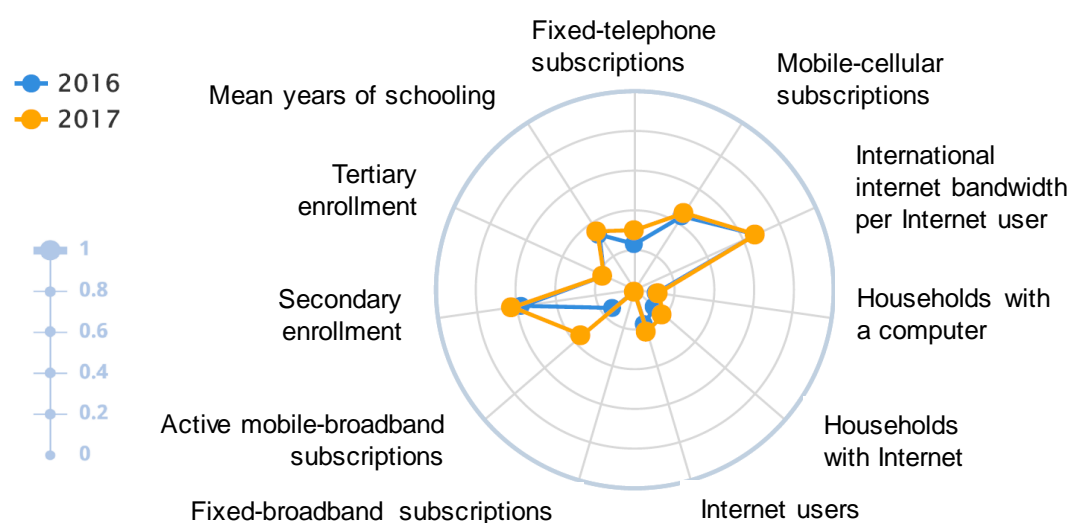 Fixed-telephone
subscriptions
Mobile-cellular
subscriptions
2016
2017
Mean years of schooling
International
internet bandwidth
per Internet user
Tertiary
enrollment
1
0.8
0.6
0.4
0.2
0
Secondary
enrollment
Households with
a computer
Active mobile-broadband
subscriptions
Households
with Internet
Fixed-broadband subscriptions
Internet users